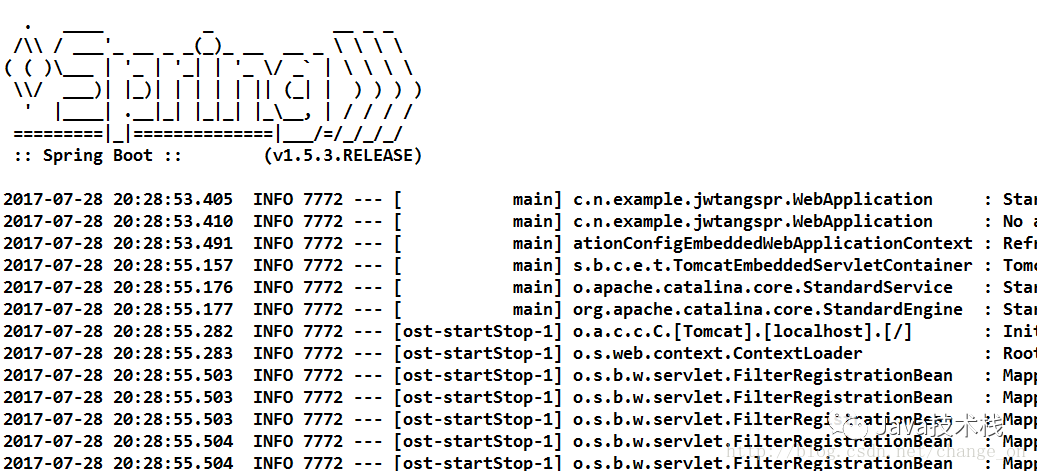 .   ____          _            __ _ _
 /\\ / ___'_ __ _ _(_)_ __  __ _ \ \ \ \
( ( )\___ | '_ | '_| | '_ \/ _` | \ \ \ \
 \\/  ___)| |_)| | | | | || (_| |  ) ) ) )
  '  |____| .__|_| |_|_| |_\__, | / / / /
 =========|_|==============|___/=/_/_/_/
 :: Spring Boot ::        (v1.5.3.RELEASE)
2017-07-28 20:28:53.405  INFO 7772 --- [           main] c.n.example.jwtangspr.WebApplication     : Star
2017-07-28 20:28:53.410  INFO 7772 --- [           main] c.n.example.jwtangspr.WebApplication     : No a
2017-07-28 20:28:53.491  INFO 7772 --- [           main] ationConfigEmbeddedWebApplicationContext : Refr
2017-07-28 20:28:55.157  INFO 7772 --- [           main] s.b.c.e.t.TomcatEmbeddedServletContainer : Tomc
2017-07-28 20:28:55.176  INFO 7772 --- [           main] o.apache.catalina.core.StandardService   : Star
2017-07-28 20:28:55.177  INFO 7772 --- [           main] org.apache.catalina.core.StandardEngine  : Star
2017-07-28 20:28:55.282  INFO 7772 --- [ost-startStop-1] o.a.c.c.C.[Tomcat].[localhost].[/]       : Init
2017-07-28 20:28:55.283  INFO 7772 --- [ost-startStop-1] o.s.web.context.ContextLoader            : Root
2017-07-28 20:28:55.503  INFO 7772 --- [ost-startStop-1] o.s.b.w.servlet.FilterRegistrationBean   : Mapp
2017-07-28 20:28:55.503  INFO 7772 --- [ost-startStop-1] o.s.b.w.servlet.FilterRegistrationBean   : Mapp
2017-07-28 20:28:55.503  INFO 7772 --- [ost-startStop-1] o.s.b.w.servlet.FilterRegistrationBean   : Mapp
2017-07-28 20:28:55.504  INFO 7772 --- [ost-startStop-1] o.s.b.w.servlet.FilterRegistrationBean   : Mapp
2017-07-28 20:28:55.504  INFO 7772 --- [ost-startStop-1] o.s.b.w.servlet.FilterRegistrationBean   : Mapp
Java技术栈
http://blog.csdn.net/change_on